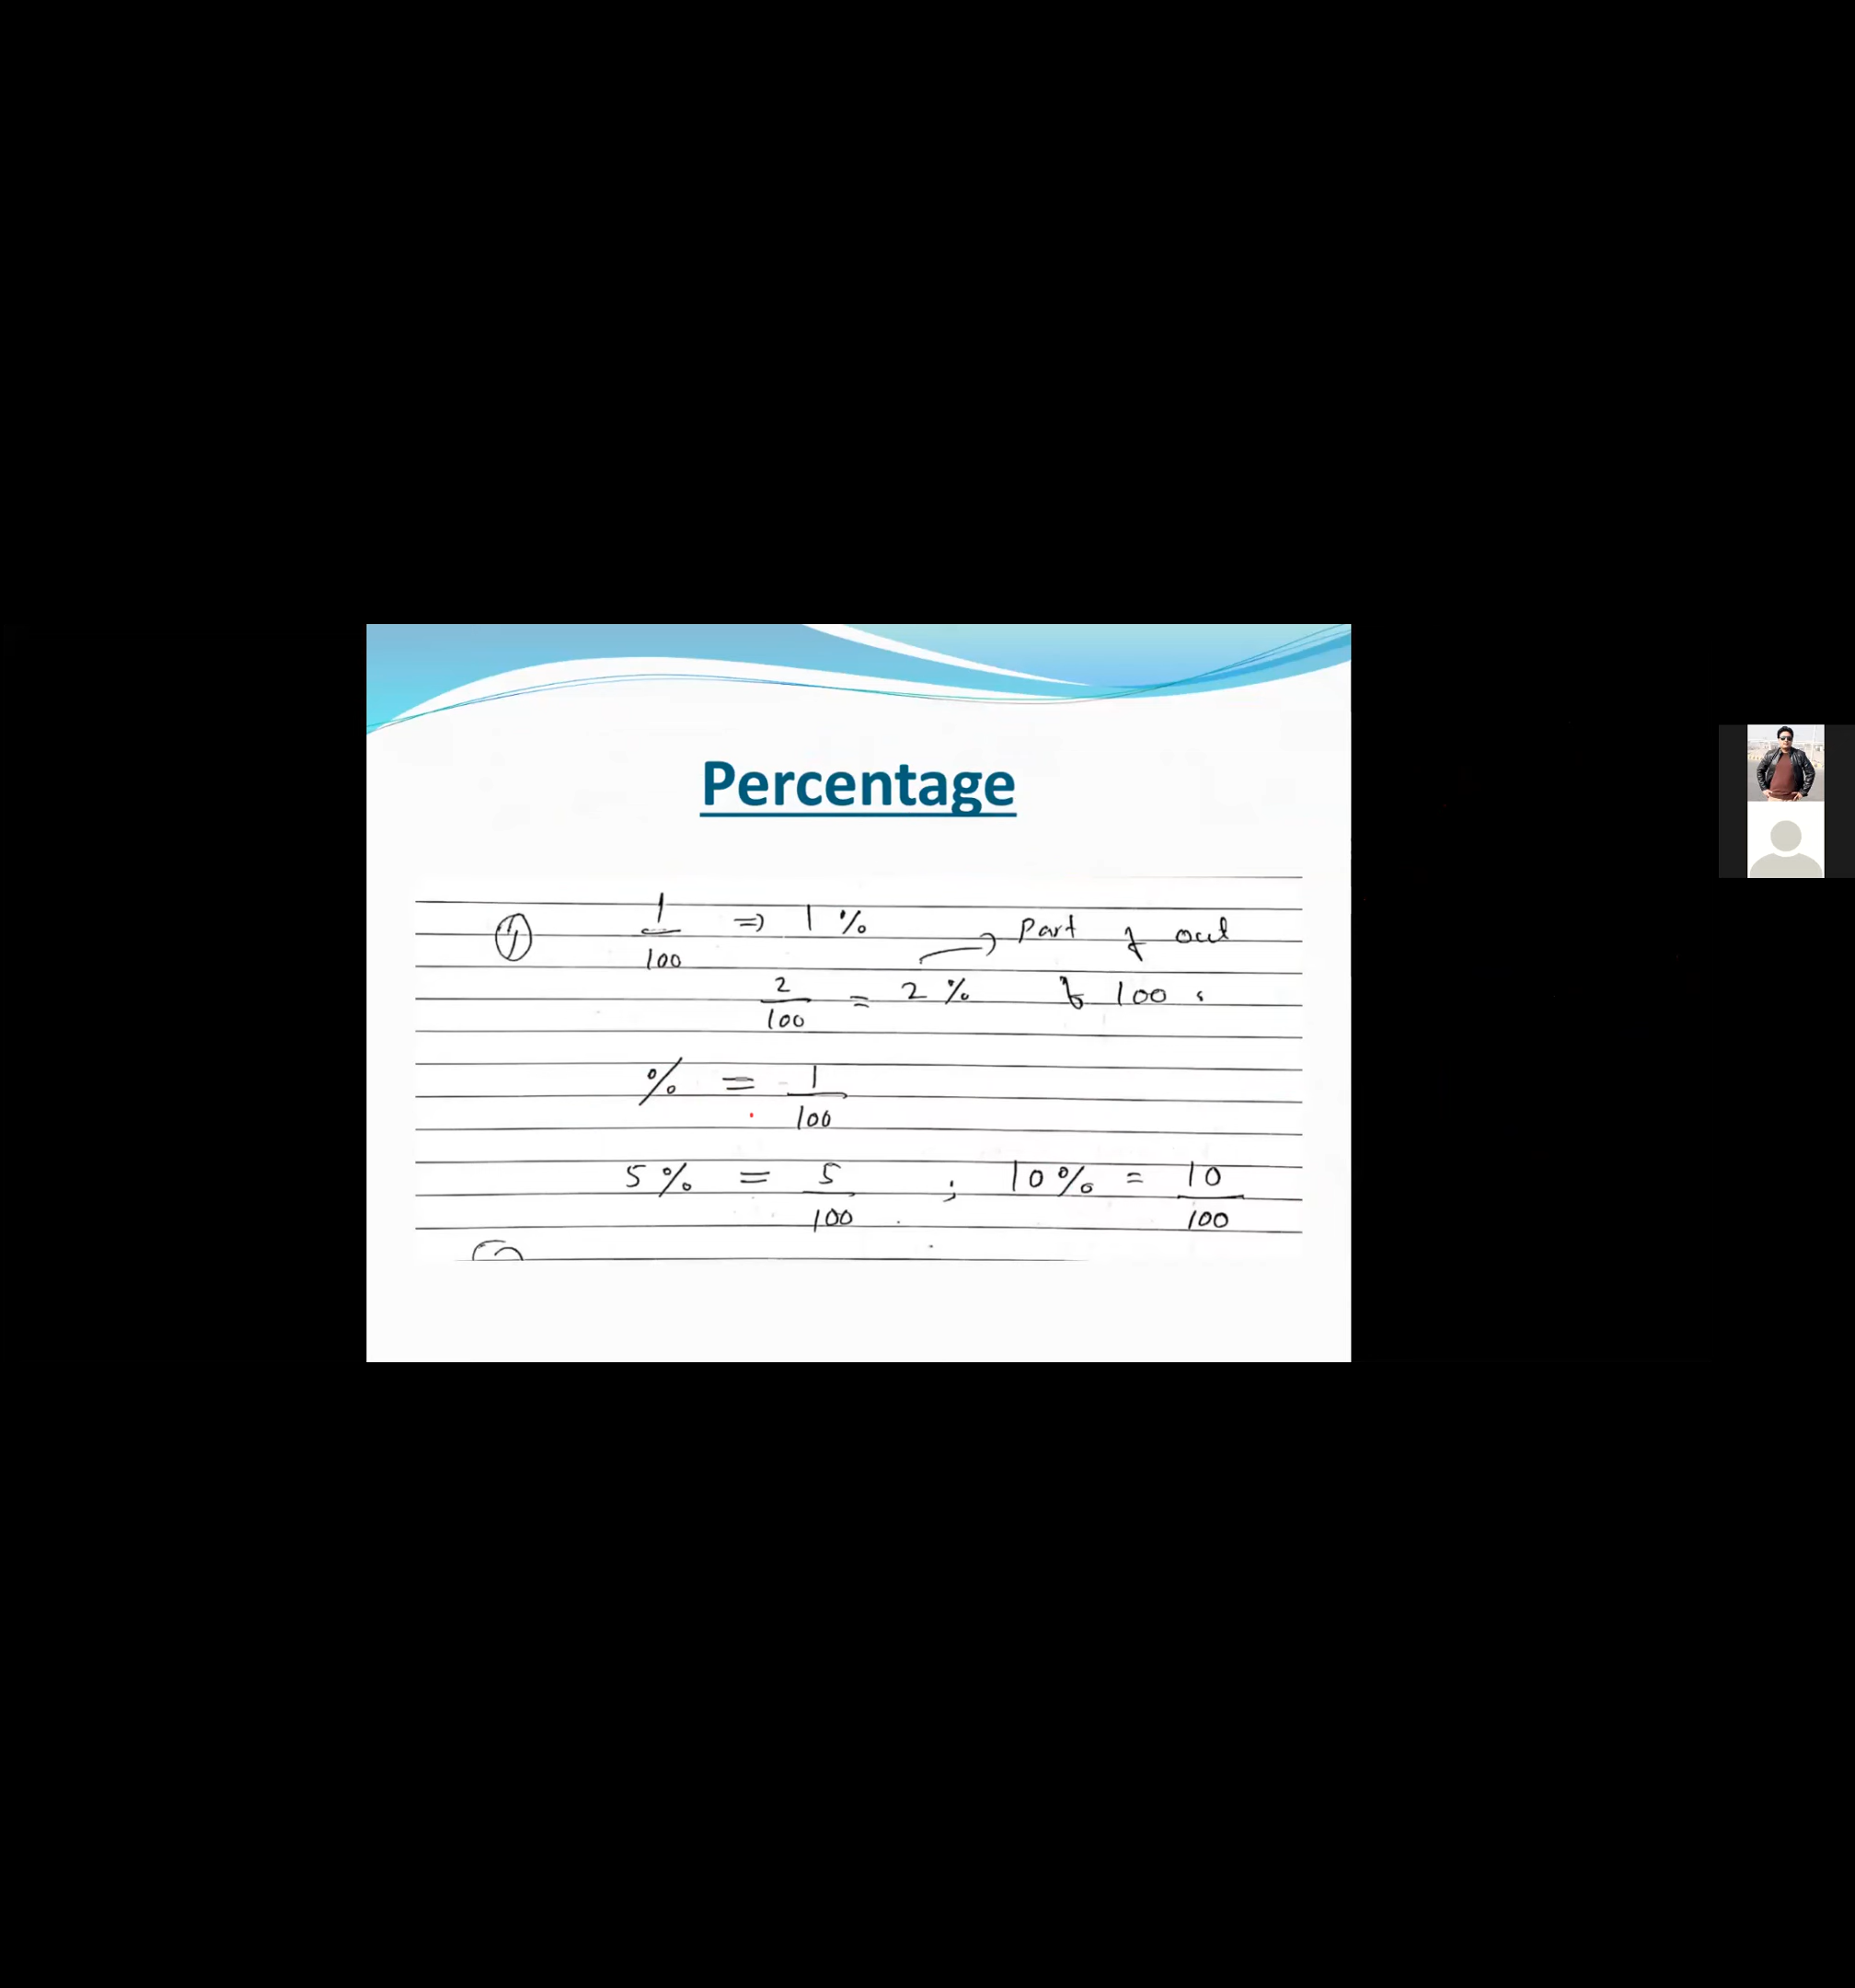 Percentage
① 1/100 ⇒ 1 % → Part of out
2/100 = 2 % of 100 s
% = 1/100
5 % = 5/100 ; 10 % = 10/100